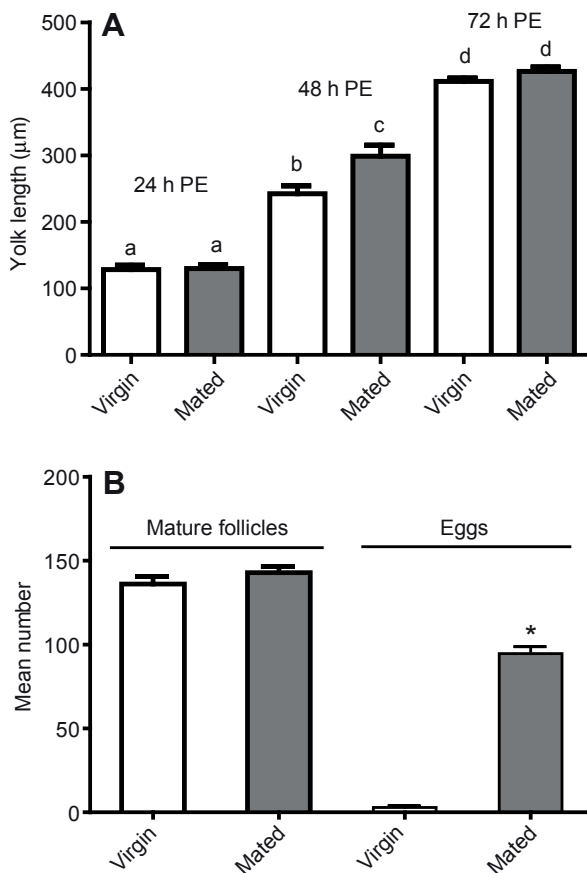 A
72 h PE
500
d
d
400
48 h PE
c
300
b
24 h PE
200
a
a
100
0
Yolk length (μm)
Virgin
Mated
Virgin
Mated
Virgin
Mated
B
200
Mature follicles
Eggs
150
100
*
50
0
Mean number
Virgin
Mated
Virgin
Mated